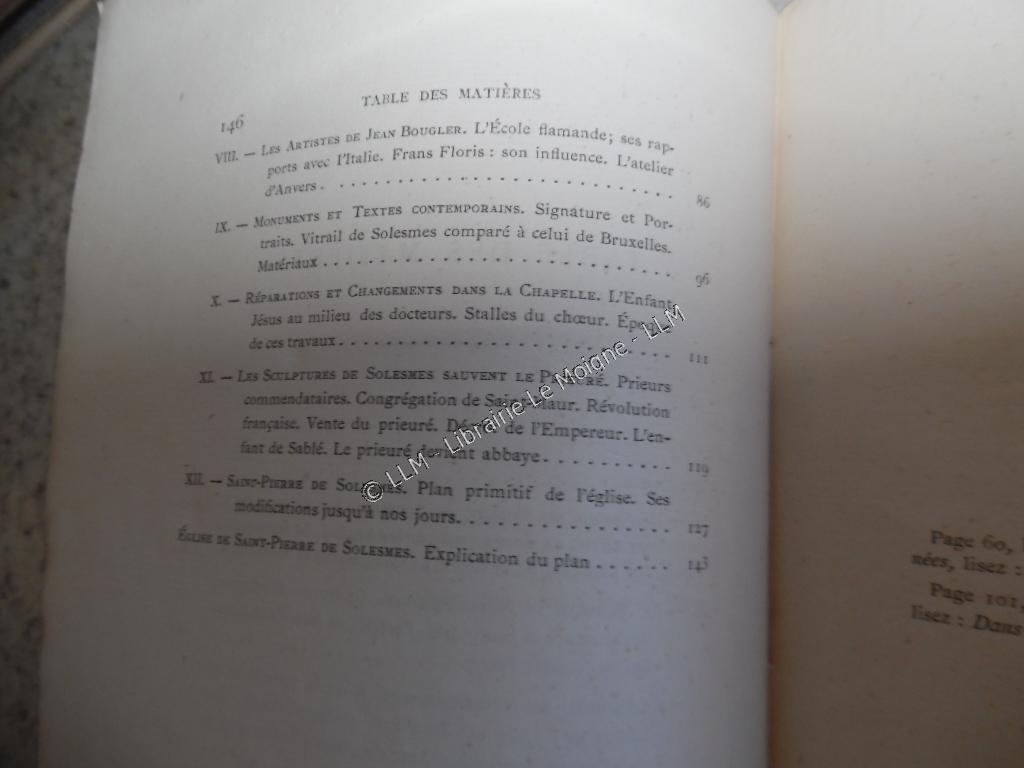 146
TABLE DES MATIÈRES
VIII. — LES ARTISTES DE JEAN BOUGLER. L'École flamande; ses rap-
ports avec l'Italie. Frans Floris : son influence. L'atelier
d'Anvers . . . . . . . . . . . . . . . . . . . . . . . . . . 86
IX. — MONUMENTS ET TEXTES CONTEMPORAINS. Signature et Por-
traits. Vitrail de Solesmes comparé à celui de Bruxelles.
Matériaux . . . . . . . . . . . . . . . . . . . . . . . . . . 96
X. — RÉPARATIONS ET CHANGEMENTS DANS LA CHAPELLE. L'Enfant
Jésus au milieu des docteurs. Stalles du chœur.
de ces travaux . . . . . . . . . . . . . . . . . . . . . . . . 111
XI. — LES SCULPTURES DE SOLESMES SAUVENT LE Prieurs
commendataires. Congrégation de Révolution
française. Vente du prieuré. de l'Empereur. L'en-
fant de Sablé. Le prieuré devient abbaye . . . . . . . . . . 119
XII. — SAINT-PIERRE DE SOLESMES. Plan primitif de l'église. Ses
modifications jusqu'à nos jours. . . . . . . . . . . . . . . . 127
ÉGLISE DE SAINT-PIERRE DE SOLESMES. Explication du plan . . . . . . 143
© LLM - Librairie Le Moigne - LLM
Page 60,
nées, lisez :
Page 101,
lisez : Dans